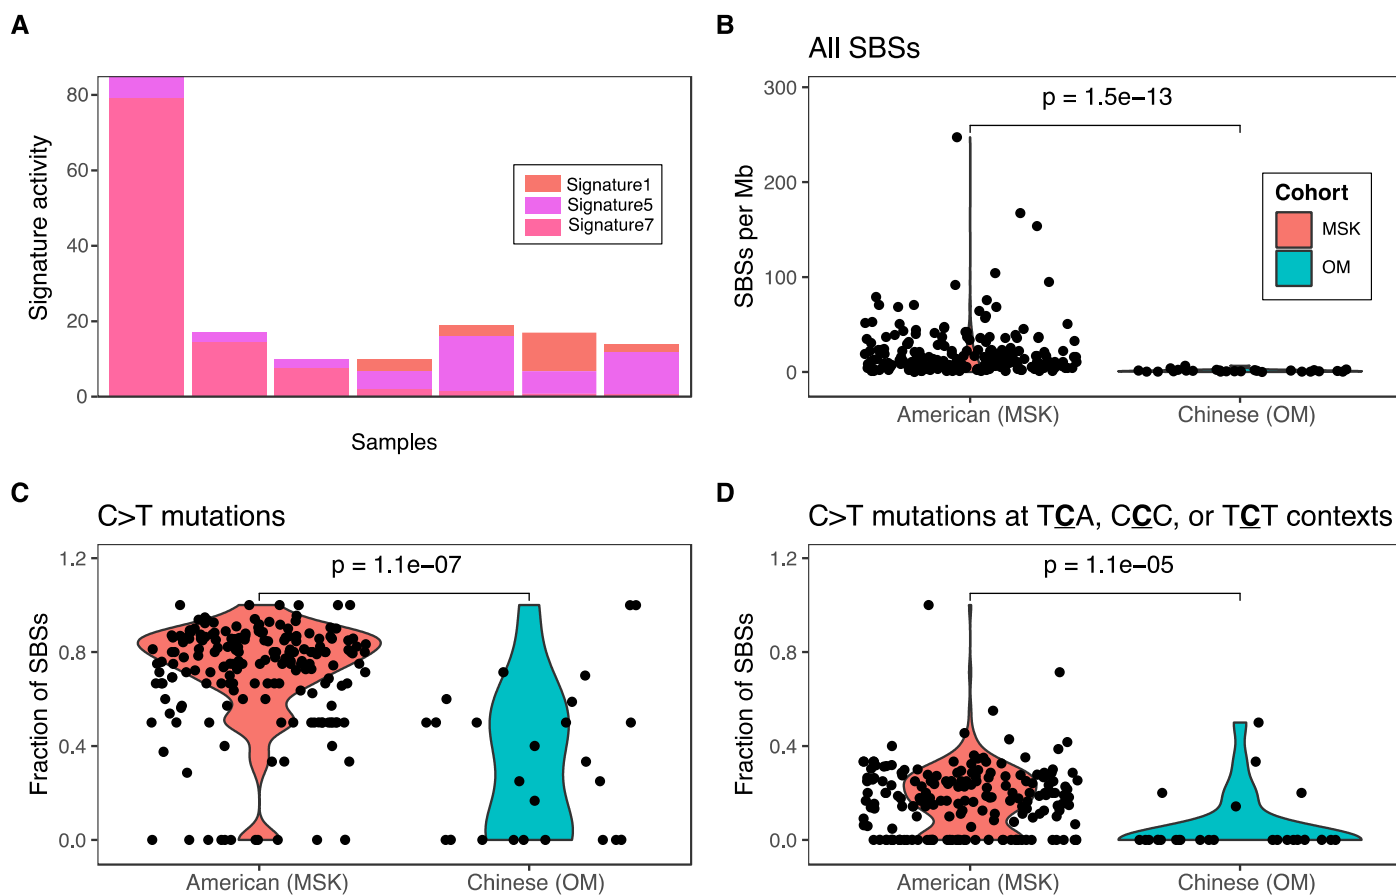 A
Signature activity
80
60
40
20
0
Signature1
Signature5
Signature7
Samples
B
All SBSs
SBSs per Mb
300
200
100
0
p = 1.5e−13
Cohort
MSK
OM
American (MSK)
Chinese (OM)
C
C>T mutations
Fraction of SBSs
1.2
0.8
0.4
0.0
p = 1.1e−07
American (MSK)
Chinese (OM)
D
C>T mutations at TCA, CCC, or TCT contexts
Fraction of SBSs
1.2
0.8
0.4
0.0
p = 1.1e−05
American (MSK)
Chinese (OM)